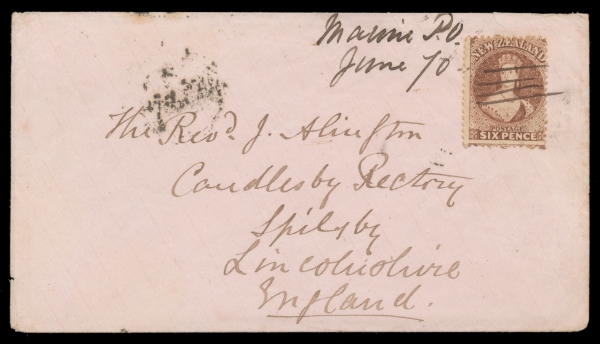 Marine P.O.
June 70
NEW ZEALAND
POSTAGE
SIX PENCE
The Revd. J. Alington
Candlesby Rectory
Spilsby
Lincolnshire
England.